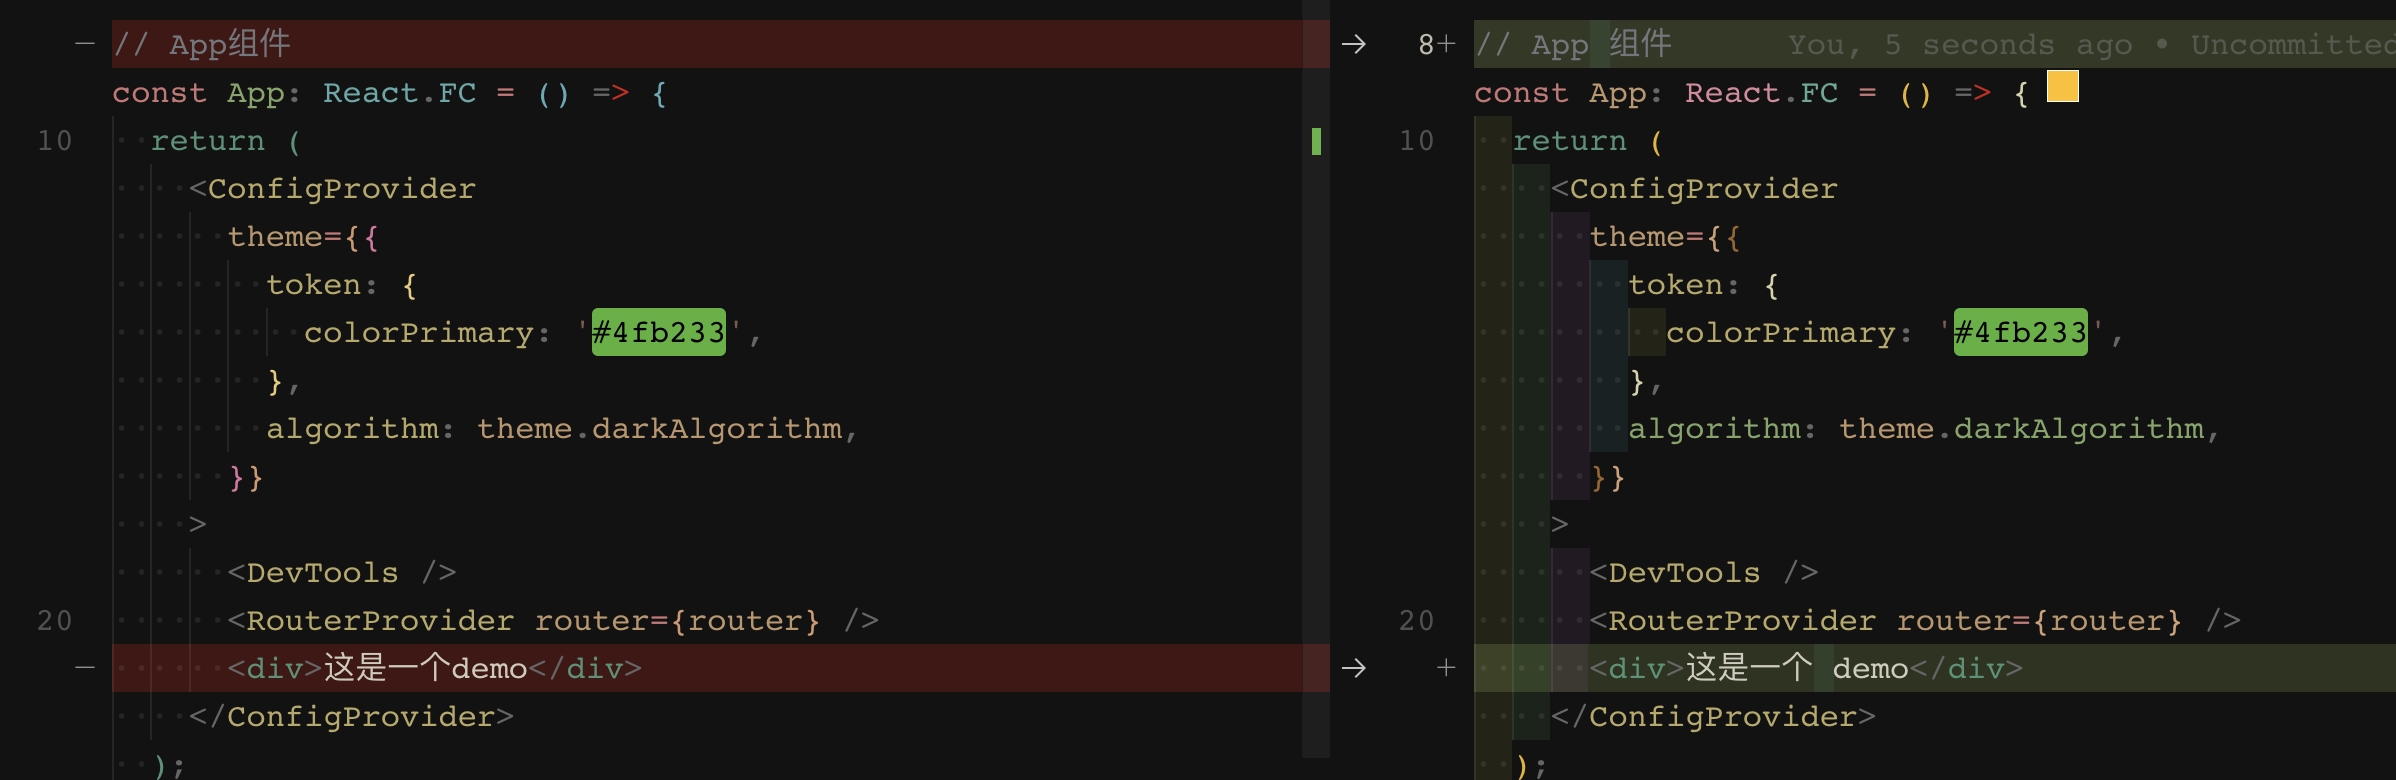 — // App组件
const App: React.FC = () => {
10 return (
<ConfigProvider
theme={{
token: {
colorPrimary: '#4fb233',
},
algorithm: theme.darkAlgorithm,
}}
>
<DevTools />
20 <RouterProvider router={router} />
— <div>这是一个demo</div>
</ConfigProvider>
);
→ 8+ // App 组件 You, 5 seconds ago • Uncommitted
const App: React.FC = () => {
10 return (
<ConfigProvider
theme={{
token: {
colorPrimary: '#4fb233',
},
algorithm: theme.darkAlgorithm,
}}
>
<DevTools />
20 <RouterProvider router={router} />
→ + <div>这是一个 demo</div>
</ConfigProvider>
);